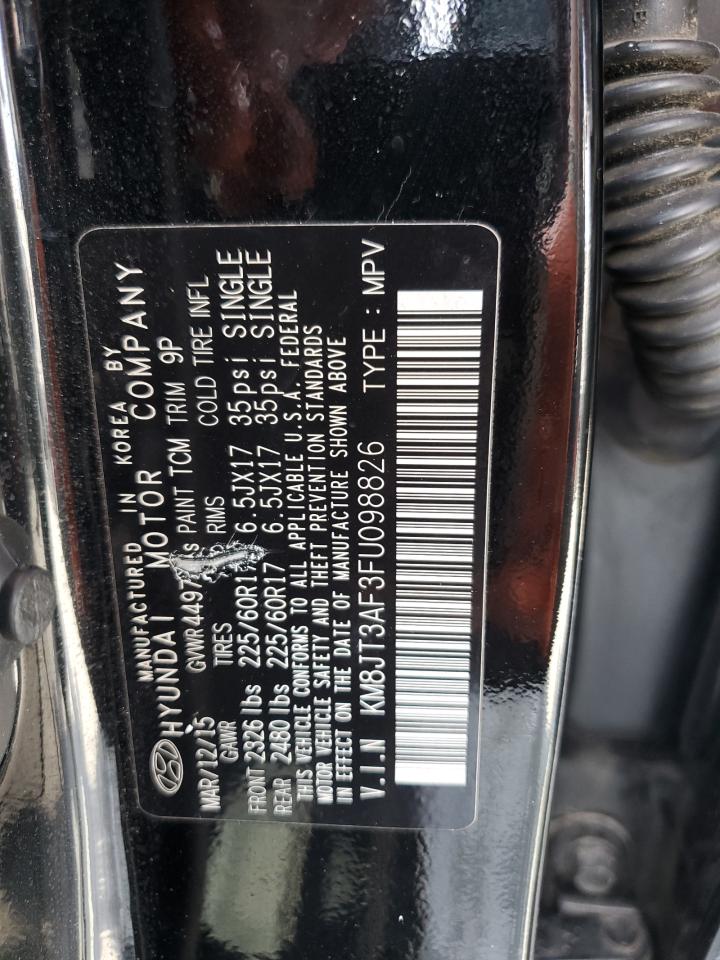 MANUFACTURED IN KOREA BY
HYUNDAI MOTOR COMPANY
MAR/12/15 GVWR 4497 PAINT TCM TRIM 9P
GAWR TIRES RIMS COLD TIRE INFL
FRONT 2326 lbs 225/60R17 6.5JX17 35psi SINGLE
REAR 2480 lbs 225/60R17 6.5JX17 35psi SINGLE
THIS VEHICLE CONFORMS TO ALL APPLICABLE U.S.A. FEDERAL
MOTOR VEHICLE SAFETY AND THEFT PREVENTION STANDARDS
IN EFFECT ON THE DATE OF MANUFACTURE SHOWN ABOVE
V.I.N KM8JT3AF3FU098826 TYPE : MPV